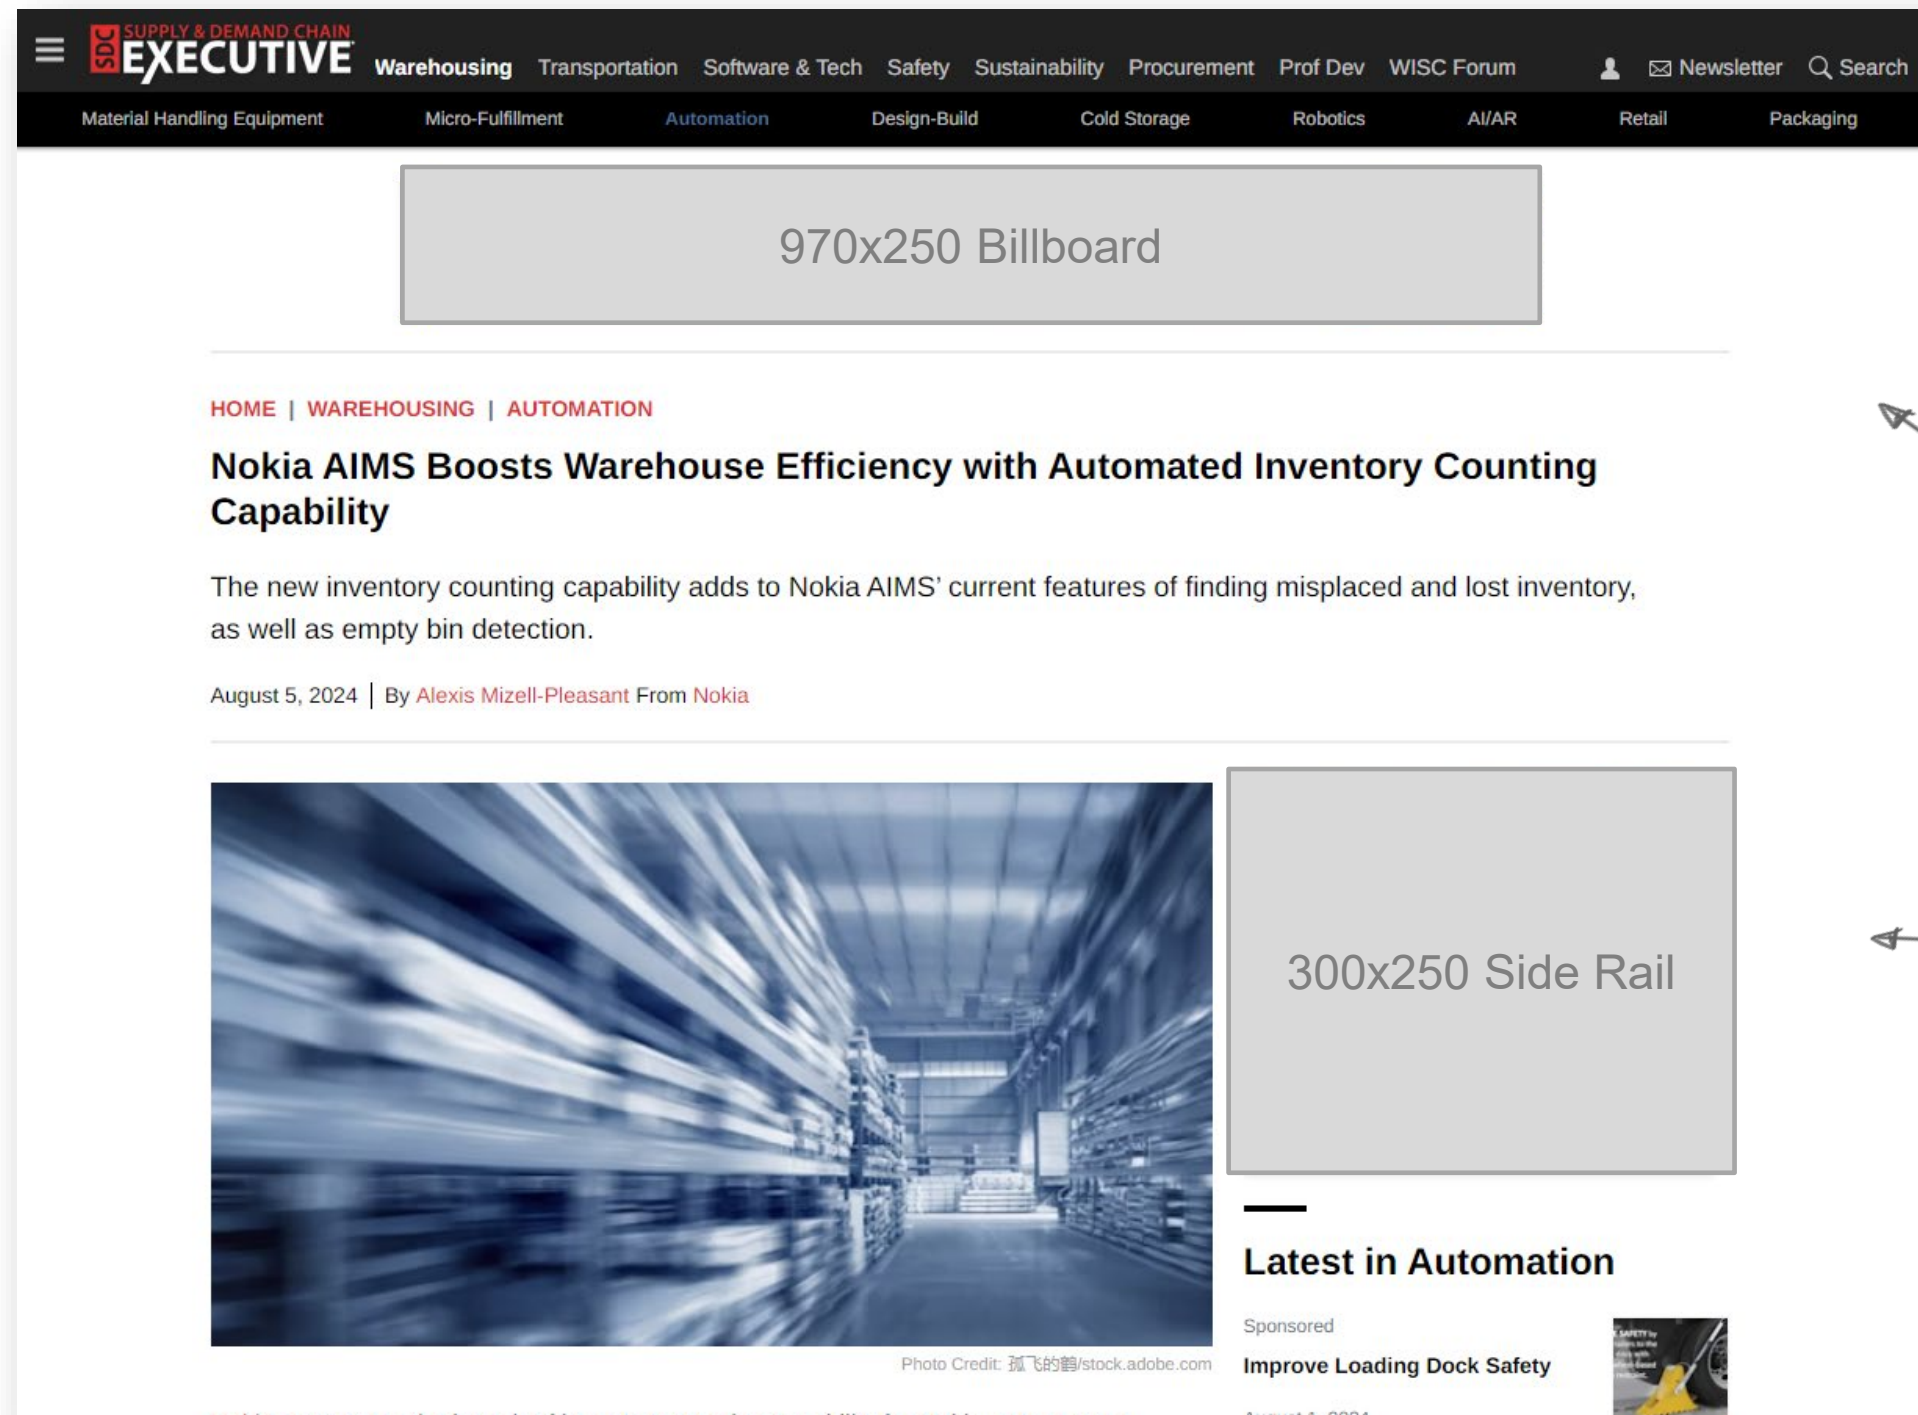 SDC SUPPLY & DEMAND CHAIN
EXECUTIVE
Warehousing Transportation Software & Tech Safety Sustainability Procurement Prof Dev WISC Forum Newsletter Search
Material Handling Equipment Micro-Fulfillment Automation Design-Build Cold Storage Robotics AI/AR Retail Packaging
970x250 Billboard
HOME | WAREHOUSING | AUTOMATION
Nokia AIMS Boosts Warehouse Efficiency with Automated Inventory Counting
Capability
The new inventory counting capability adds to Nokia AIMS’ current features of finding misplaced and lost inventory,
as well as empty bin detection.
August 5, 2024 | By Alexis Mizell-Pleasant From Nokia
300x250 Side Rail
Photo Credit: 孤飞的鹤/stock.adobe.com
Latest in Automation
Sponsored
Improve Loading Dock Safety